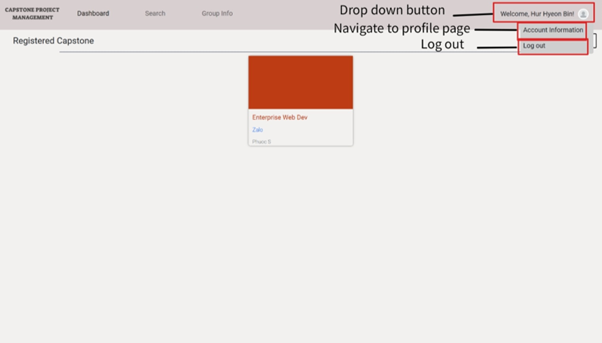 CAPSTONE PROJECT
MANAGEMENT
Dashboard
Search
Group Info
Drop down button
Welcome, Hur Hyeon Bin!
Navigate to profile page
Account Information
Log out
Log out
Registered Capstone
Enterprise Web Dev
Zalo
Phase 5